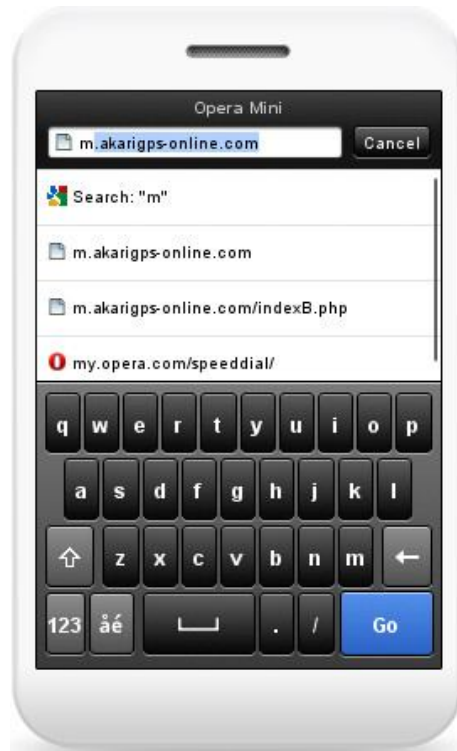 Opera Mini
m.akarigps-online.com Cancel
Search: "m"
m.akarigps-online.com
m.akarigps-online.com/indexB.php
my.opera.com/speeddial/
q w e r t y u i o p
a s d f g h j k l
z x c v b n m
123 åé . / Go